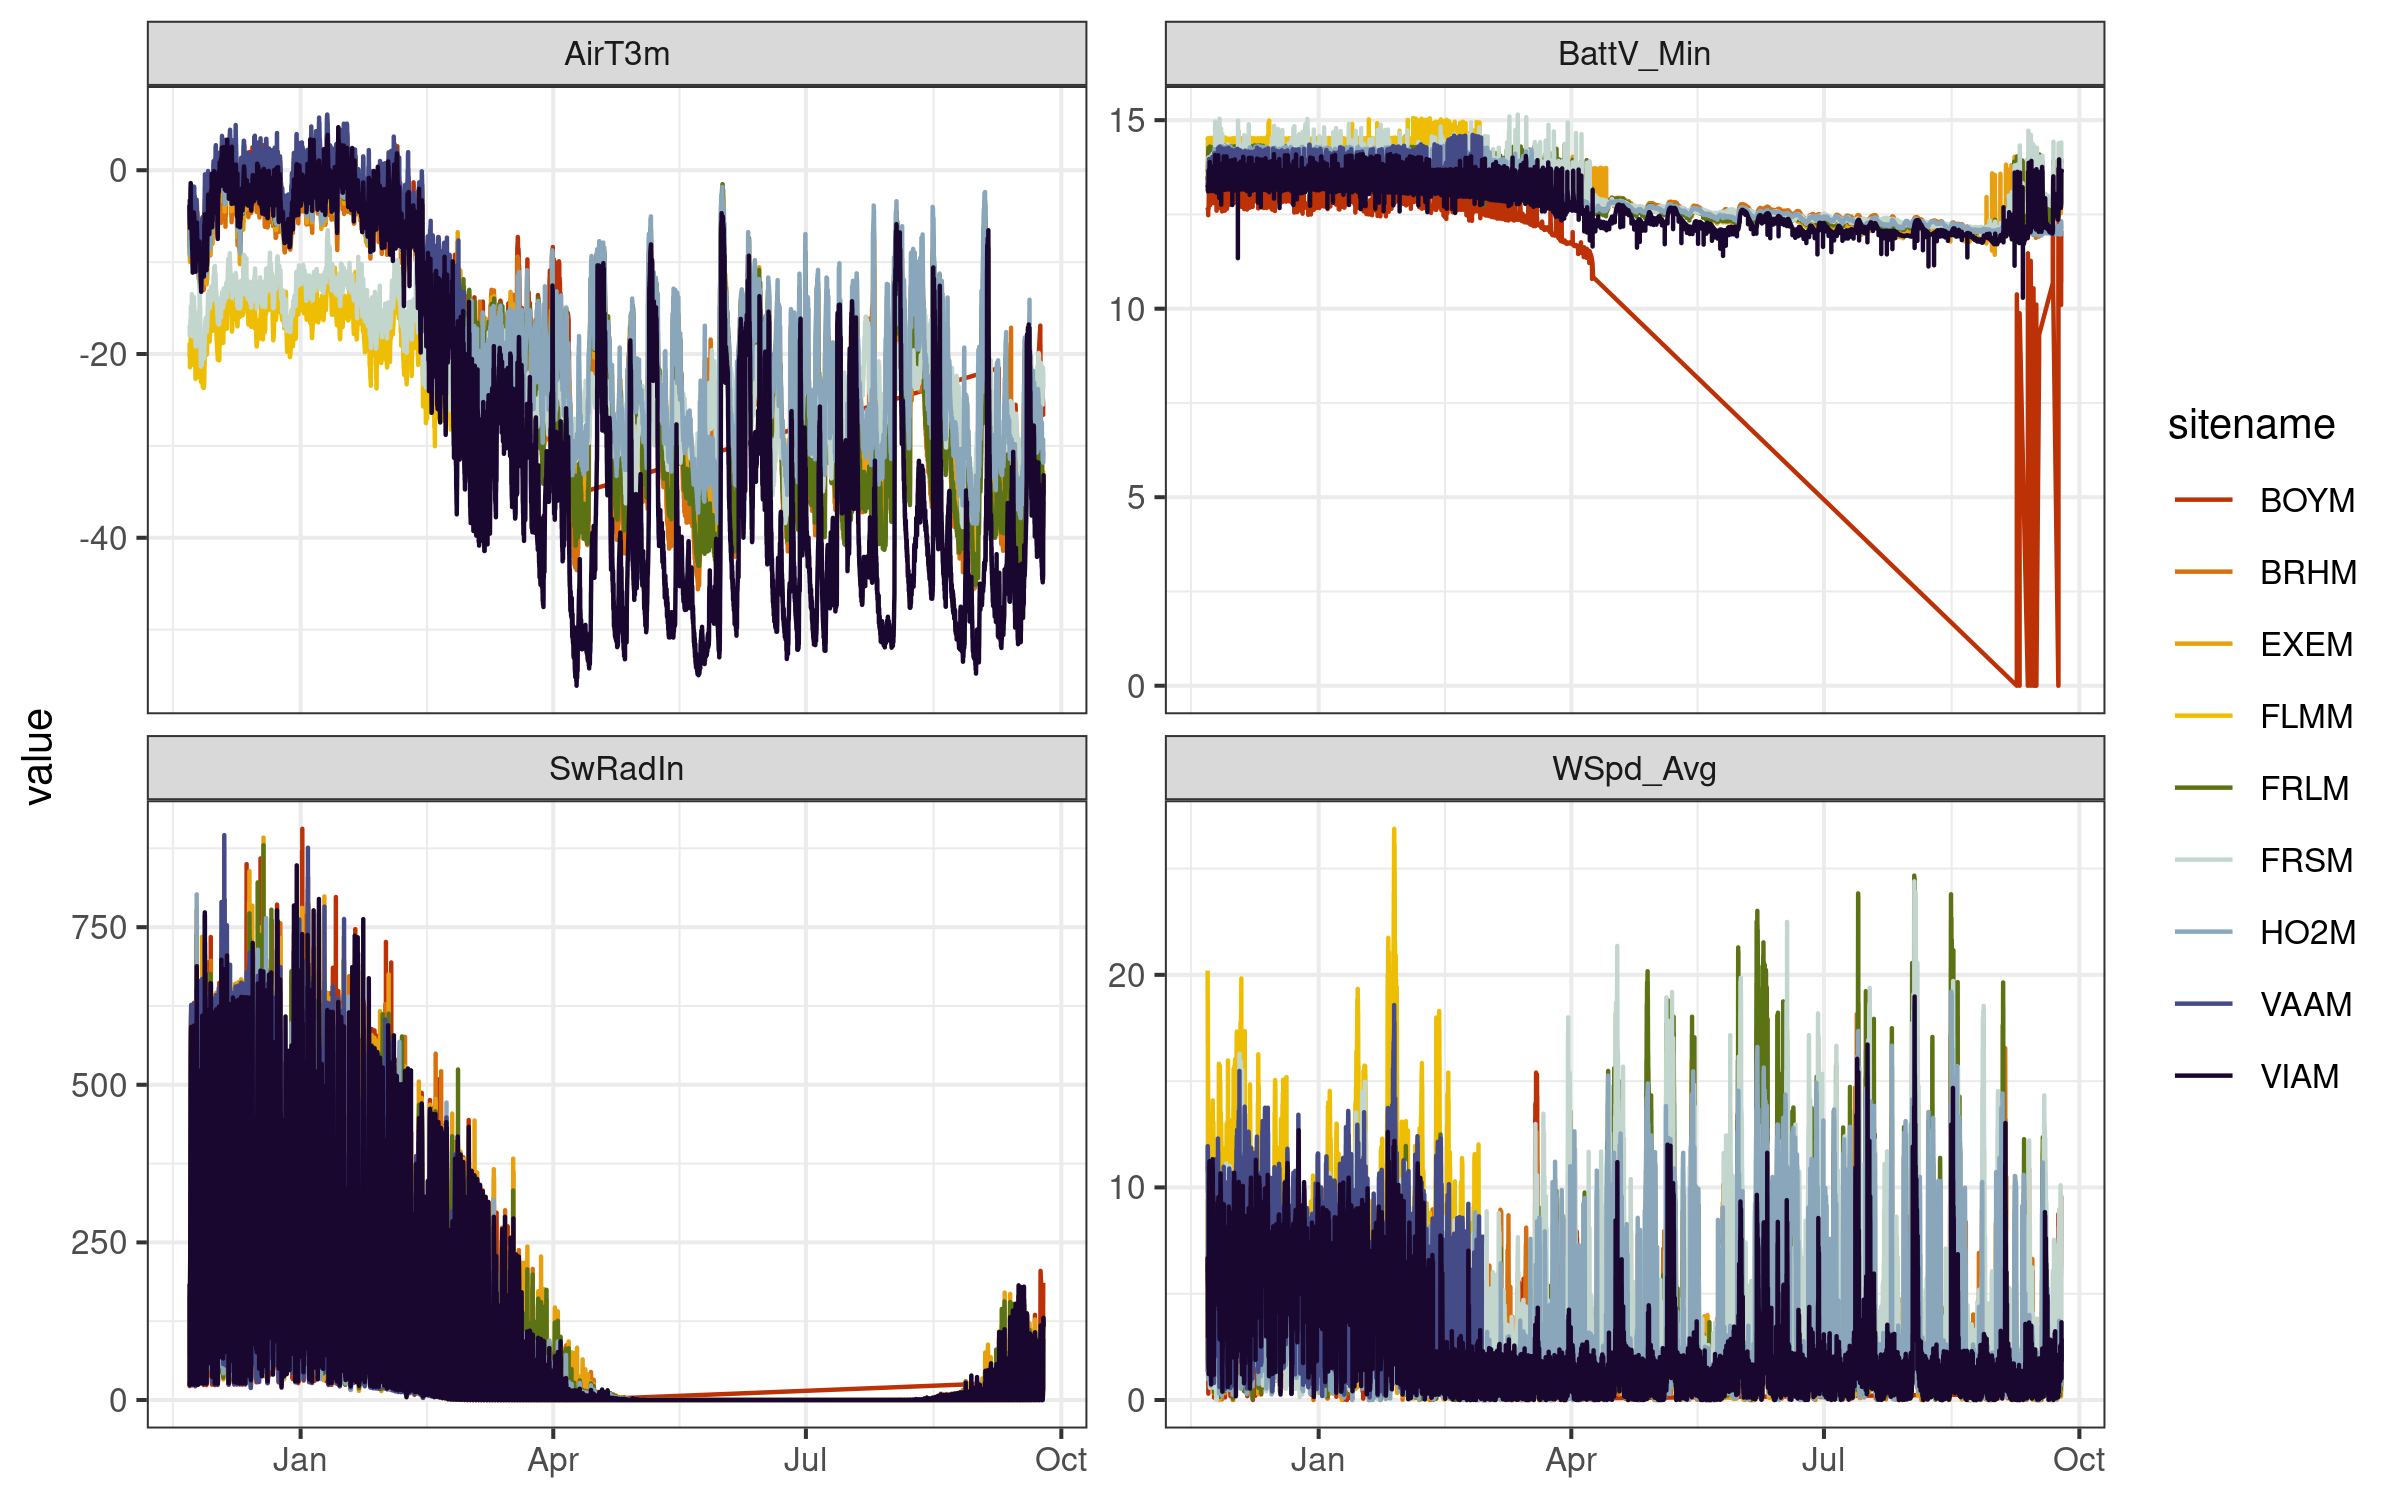 AirT3m
BattV_Min
0
-20
-40
15
10
5
0
value
SwRadIn
WSpd_Avg
750
500
250
0
20
10
0
Jan Apr Jul Oct
Jan Apr Jul Oct
sitename
BOYM
BRHM
EXEM
FLMM
FRLM
FRSM
HO2M
VAAM
VIAM